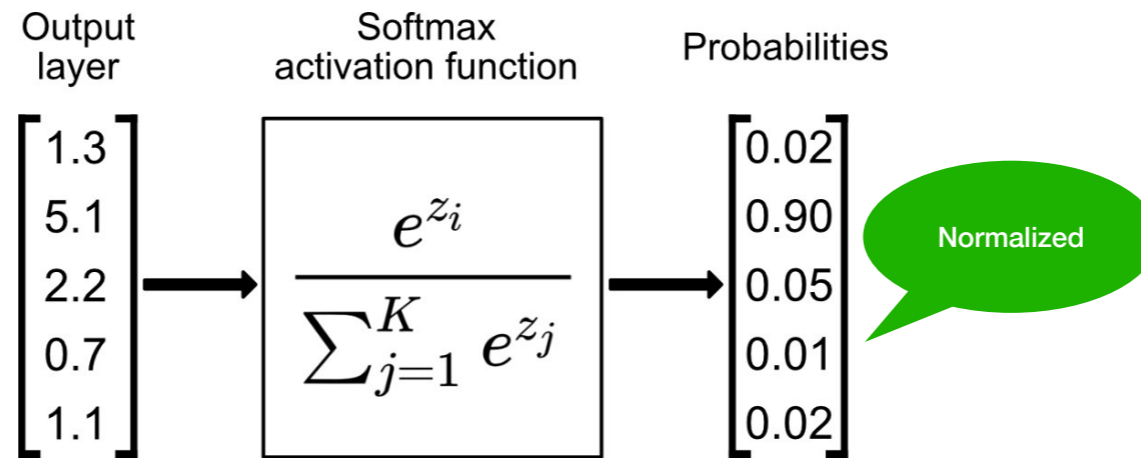 Output
layer
Softmax
activation function
Probabilities
1.3
5.1
2.2
0.7
1.1
e^{z_i}
∑_{j=1}^{K} e^{z_j}
0.02
0.90
0.05
0.01
0.02
Normalized